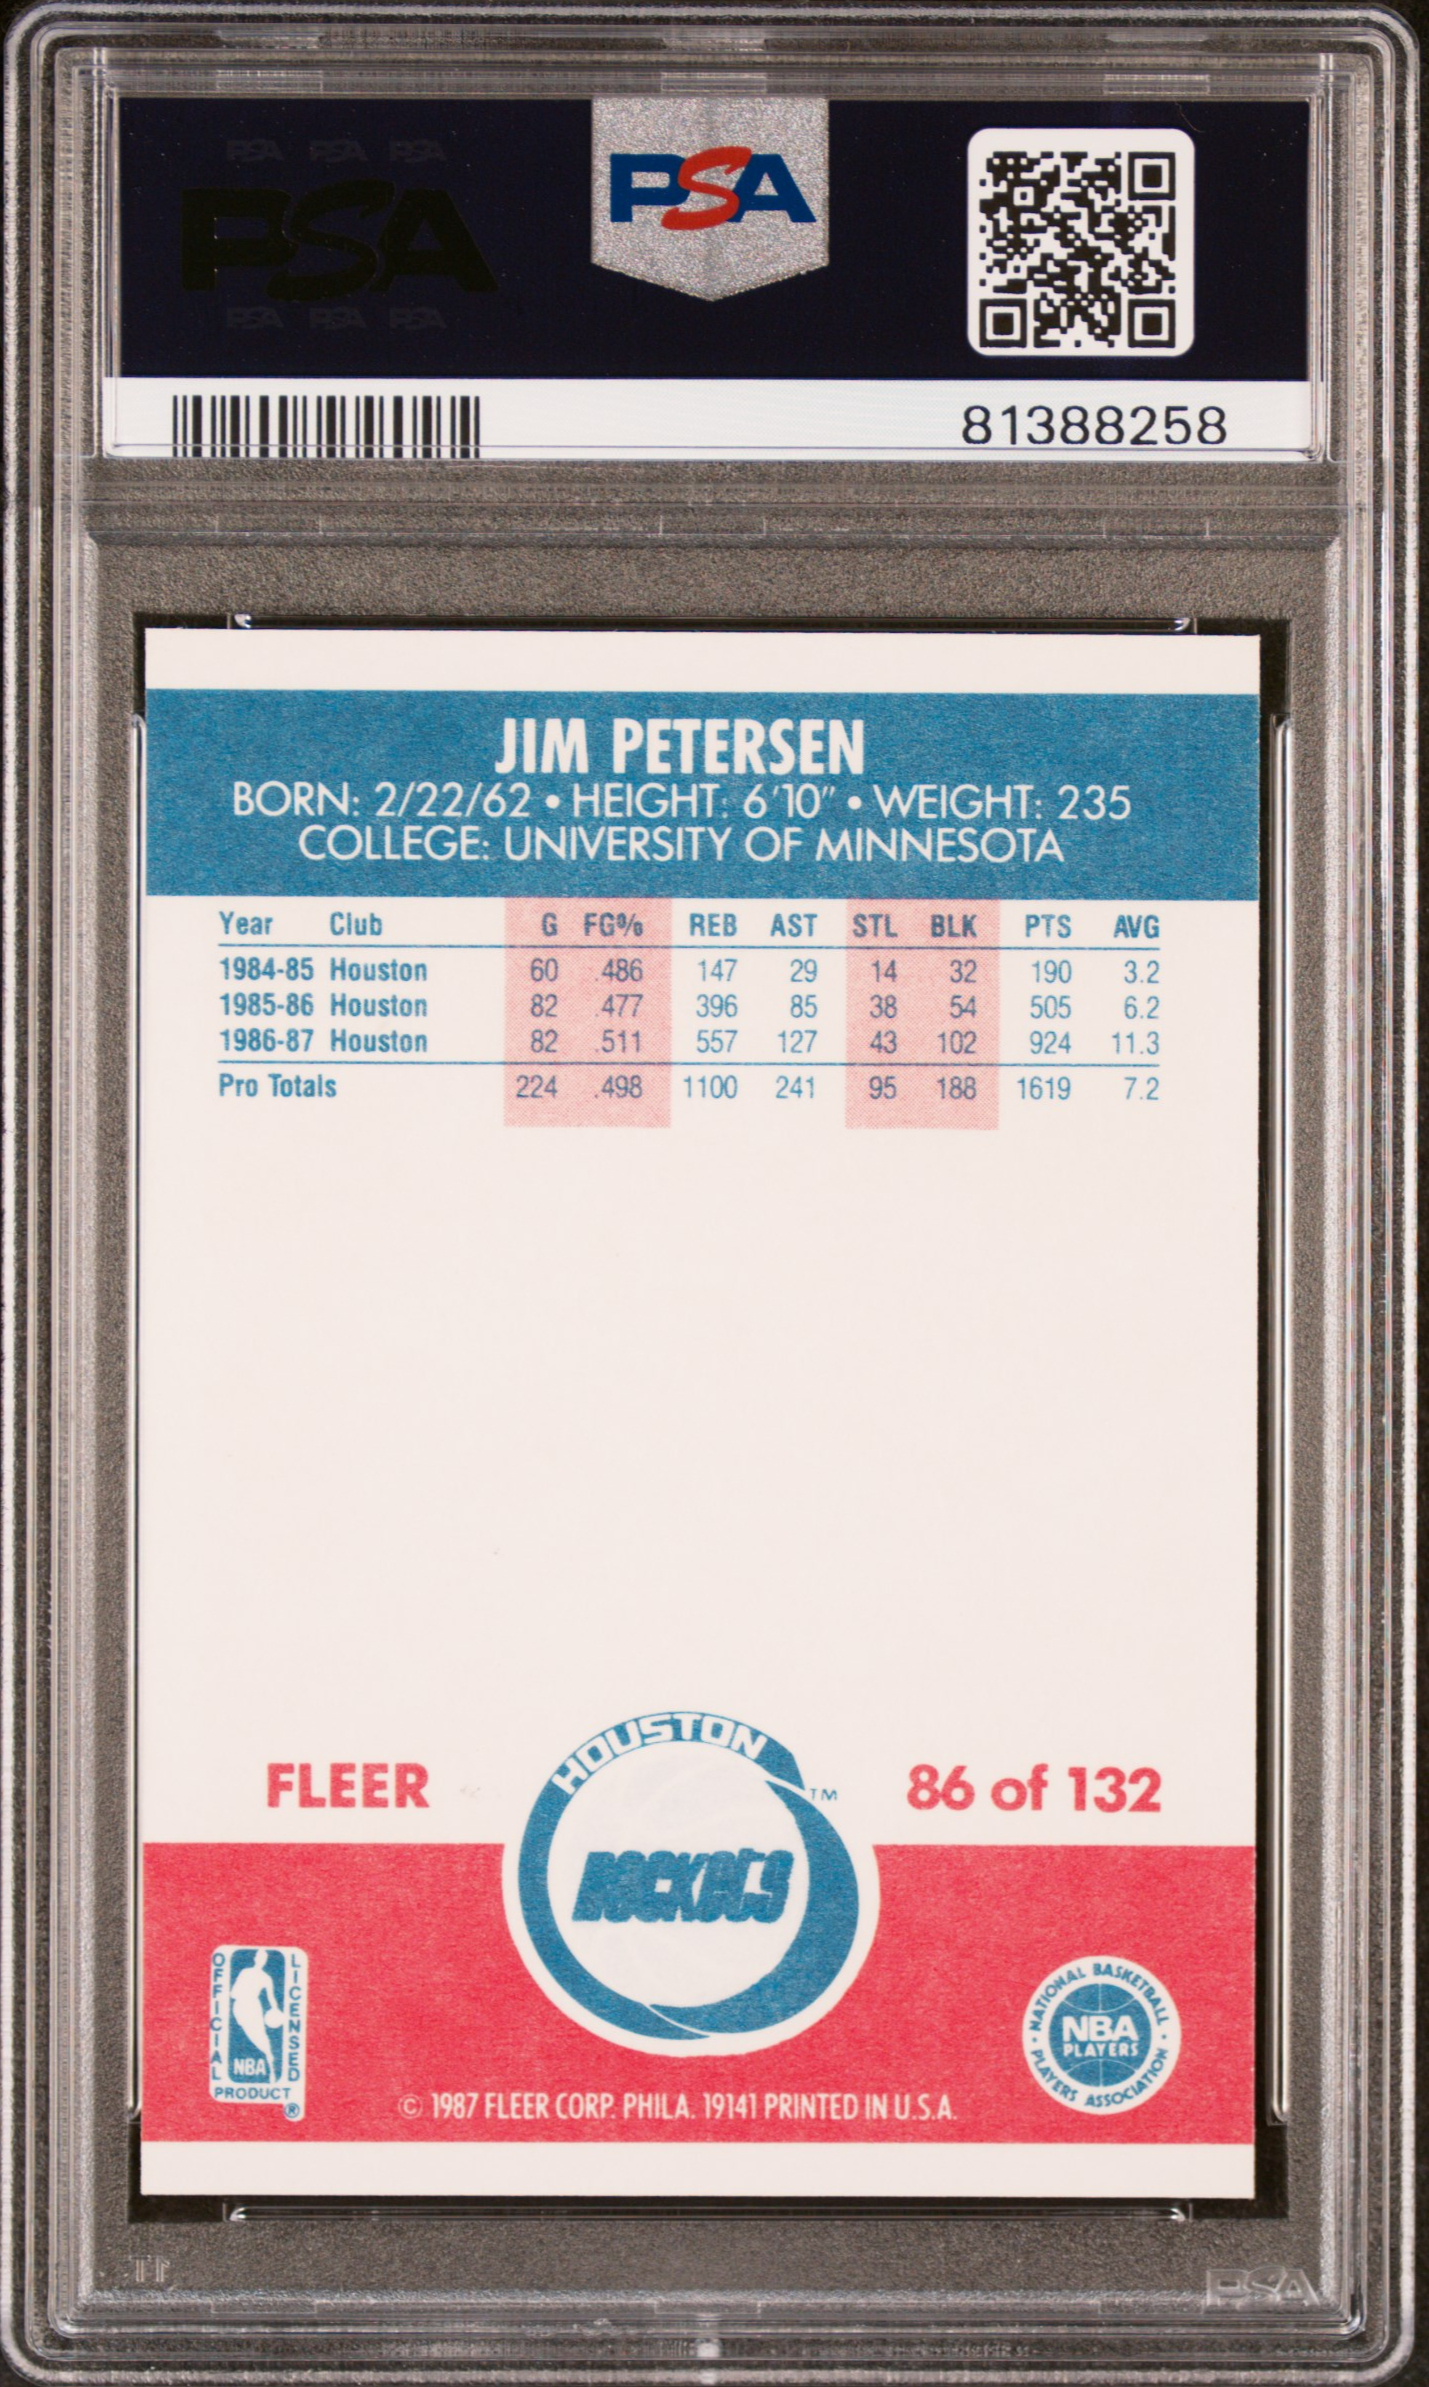 PSA PSA PSA
PSA
PSA PSA PSA
PSA
81388258
JIM PETERSEN
BORN: 2/22/62 • HEIGHT: 6'10" • WEIGHT: 235
COLLEGE: UNIVERSITY OF MINNESOTA
Year Club G FG% REB AST STL BLK PTS AVG
1984-85 Houston 60 .486 147 29 14 32 190 3.2
1985-86 Houston 82 .477 396 85 38 54 505 6.2
1986-87 Houston 82 .511 557 127 43 102 924 11.3
Pro Totals 224 .498 1100 241 95 188 1619 7.2
FLEER
HOUSTON
ROCKETS
TM
86 of 132
OFFICIAL
LICENSED
NBA
PRODUCT
®
© 1987 FLEER CORP. PHILA. 19141 PRINTED IN U.S.A.
• NATIONAL BASKETBALL •
NBA
PLAYERS
PLAYERS ASSOCIATION
PSA